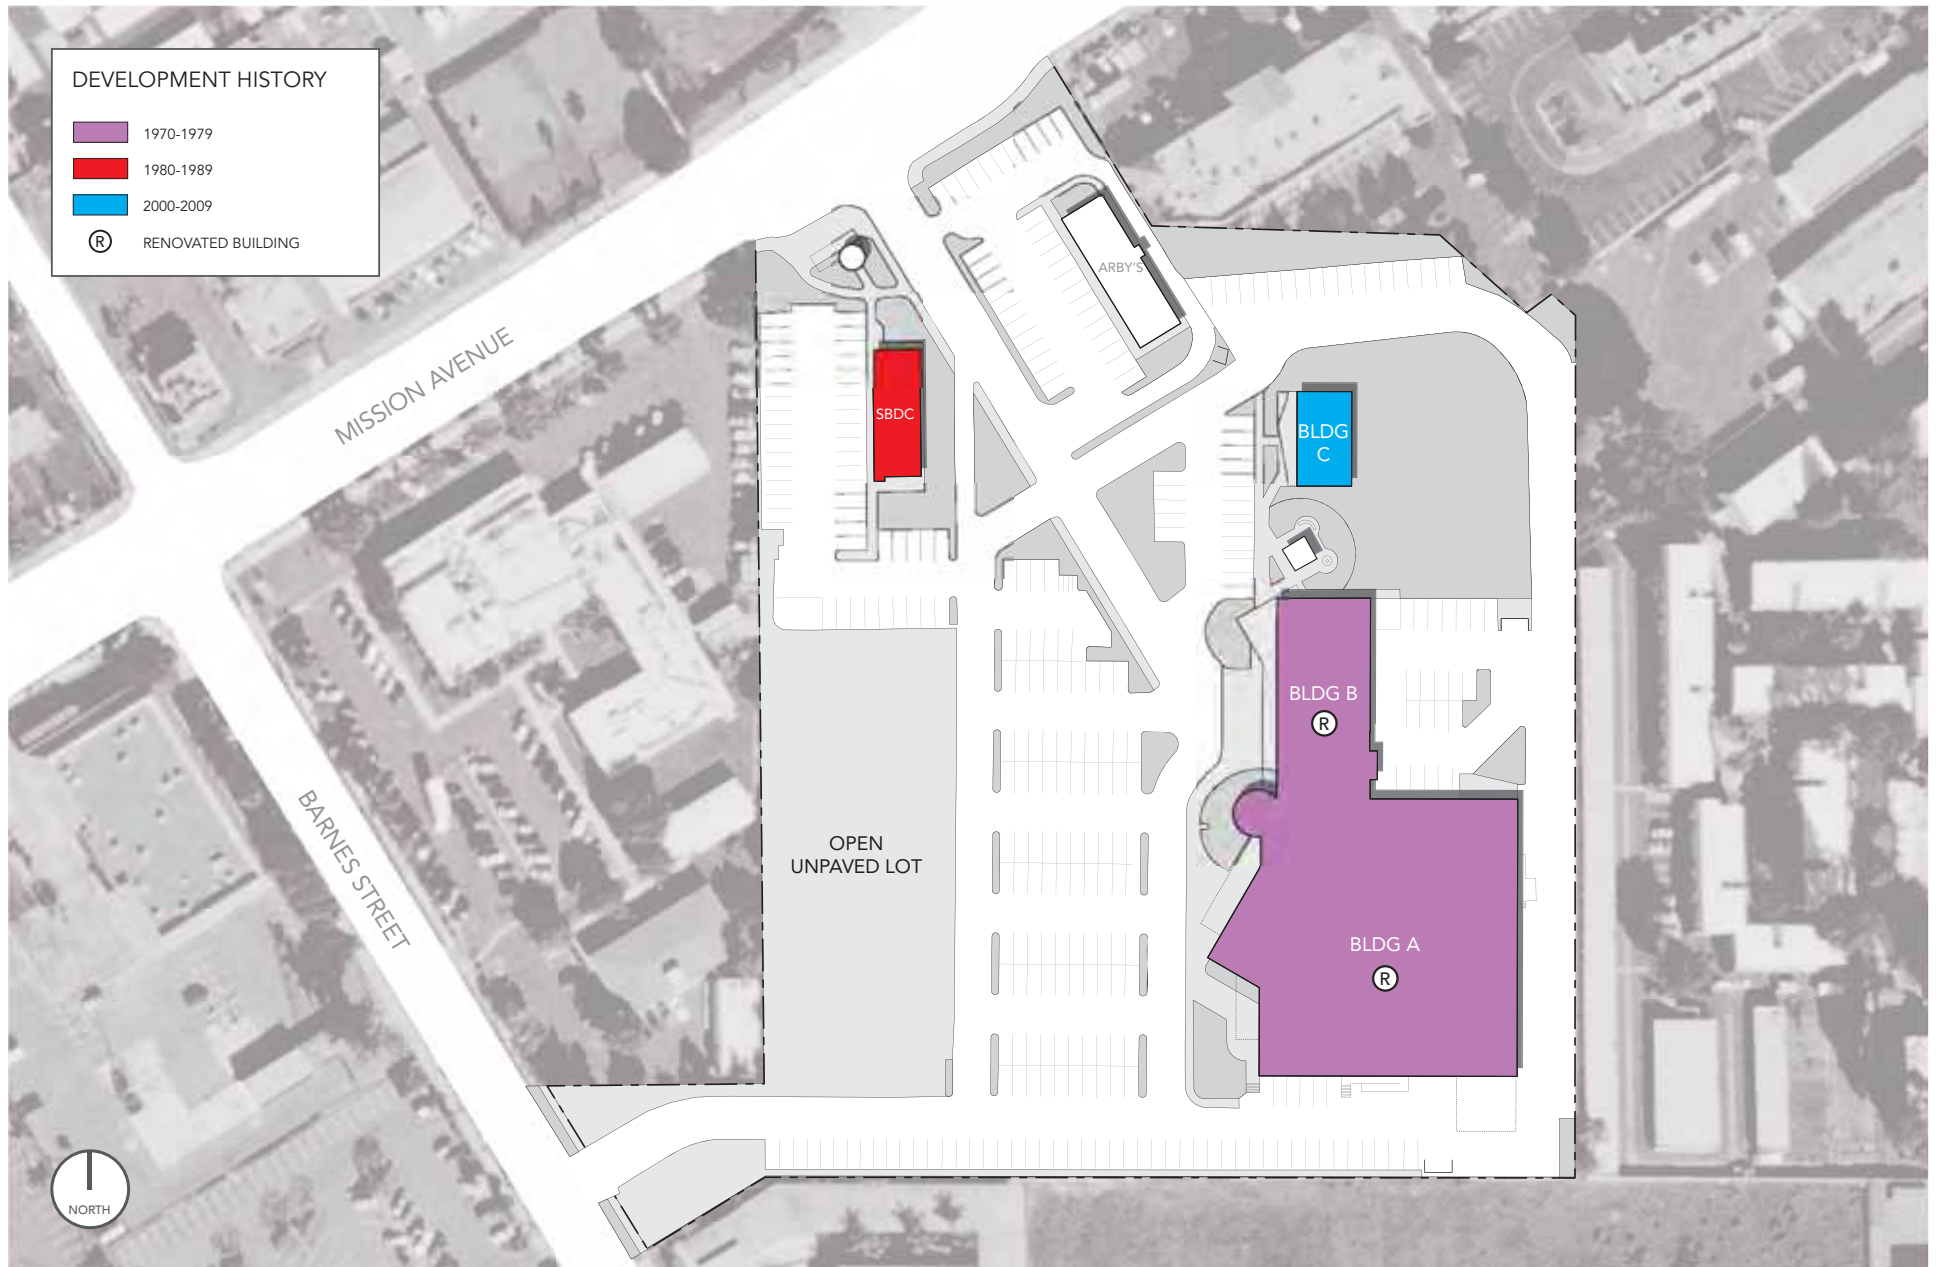 DEVELOPMENT HISTORY
1970-1979
1980-1989
2000-2009
R RENOVATED BUILDING
MISSION AVENUE
ARBY'S
SBDC
BLDG
C
BLDG B
R
OPEN
UNPAVED LOT
BARNES STREET
BLDG A
R
NORTH